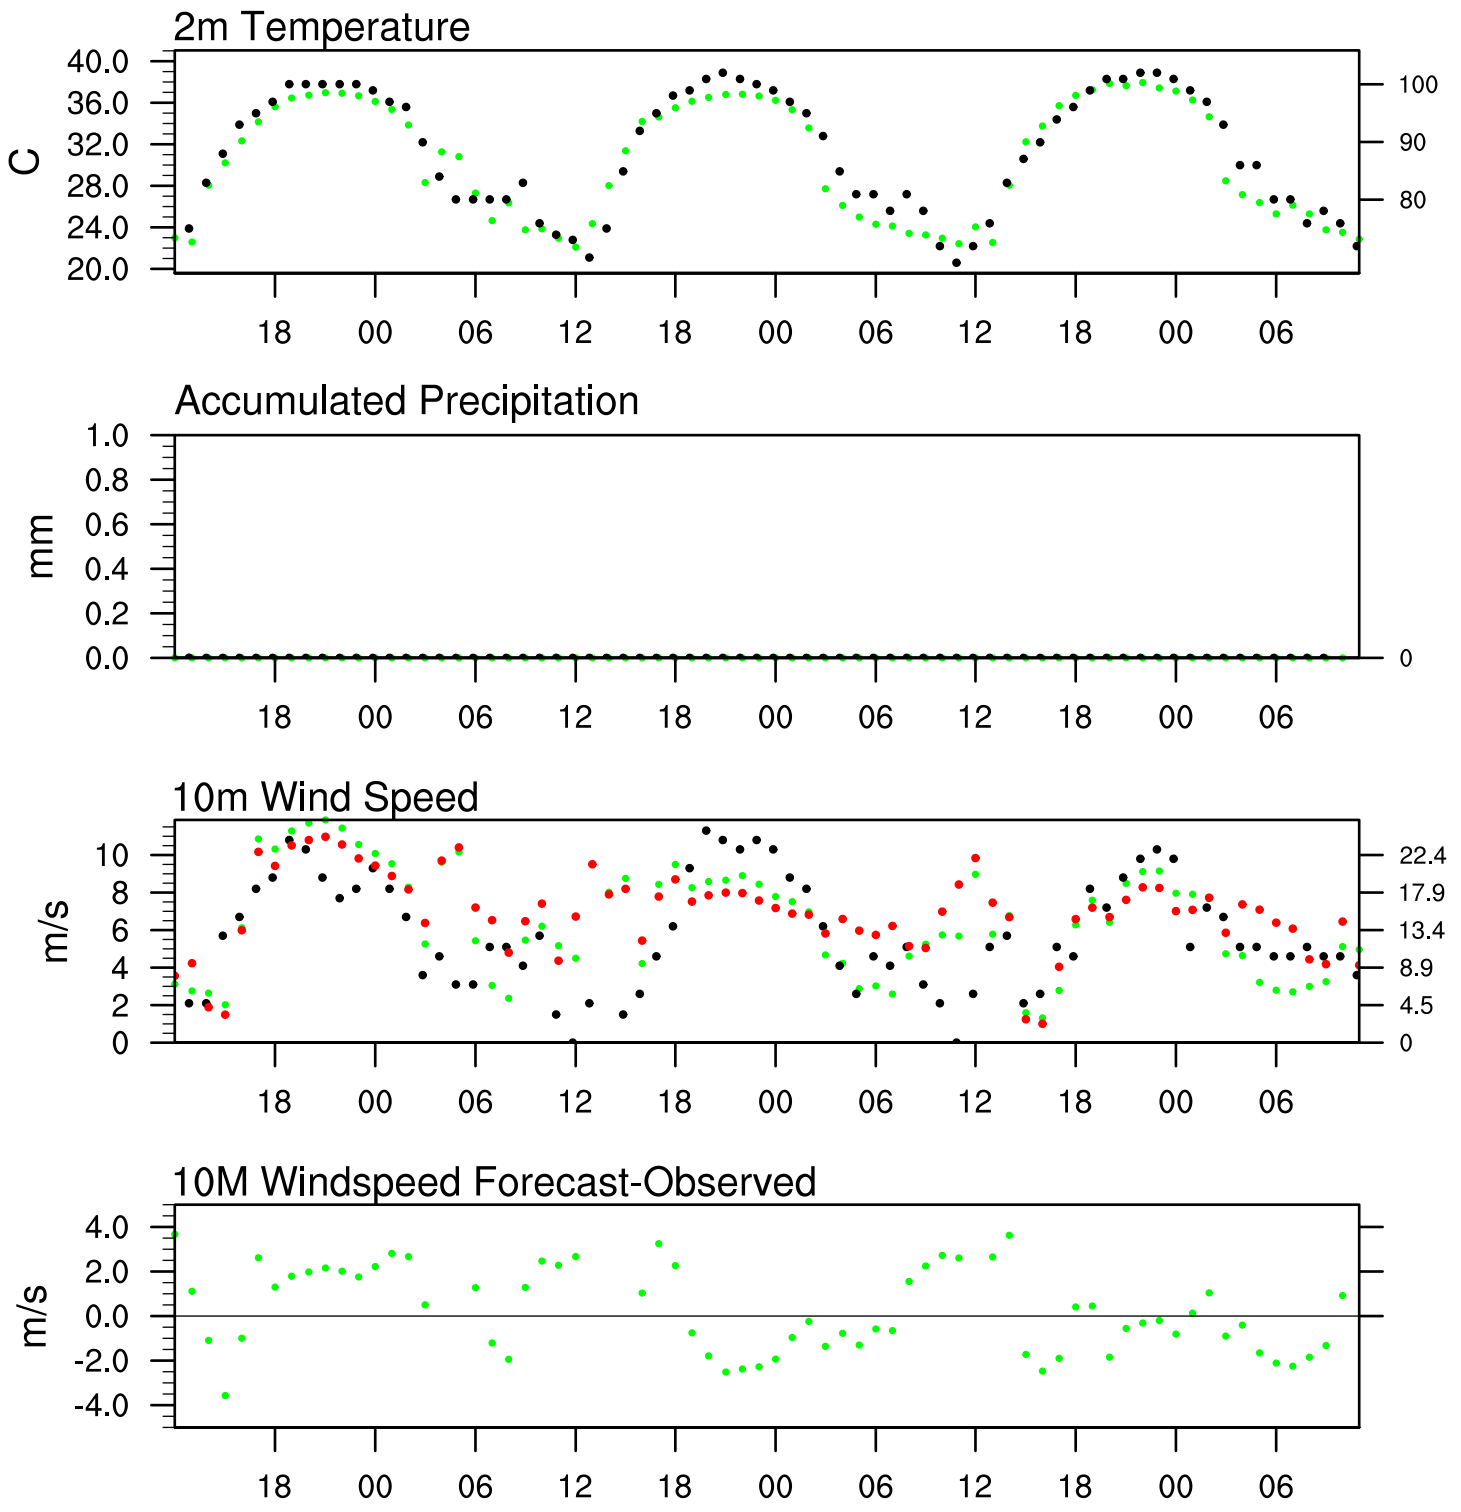 2m Temperature
40.0
36.0
32.0
28.0
24.0
20.0
C
100
90
80
18 00 06 12 18 00 06 12 18 00 06
Accumulated Precipitation
1.0
0.8
0.6
0.4
0.2
0.0
mm
0
18 00 06 12 18 00 06 12 18 00 06
10m Wind Speed
10
8
6
4
2
0
m/s
22.4
17.9
13.4
8.9
4.5
0
18 00 06 12 18 00 06 12 18 00 06
10M Windspeed Forecast-Observed
4.0
2.0
0.0
-2.0
-4.0
m/s
18 00 06 12 18 00 06 12 18 00 06